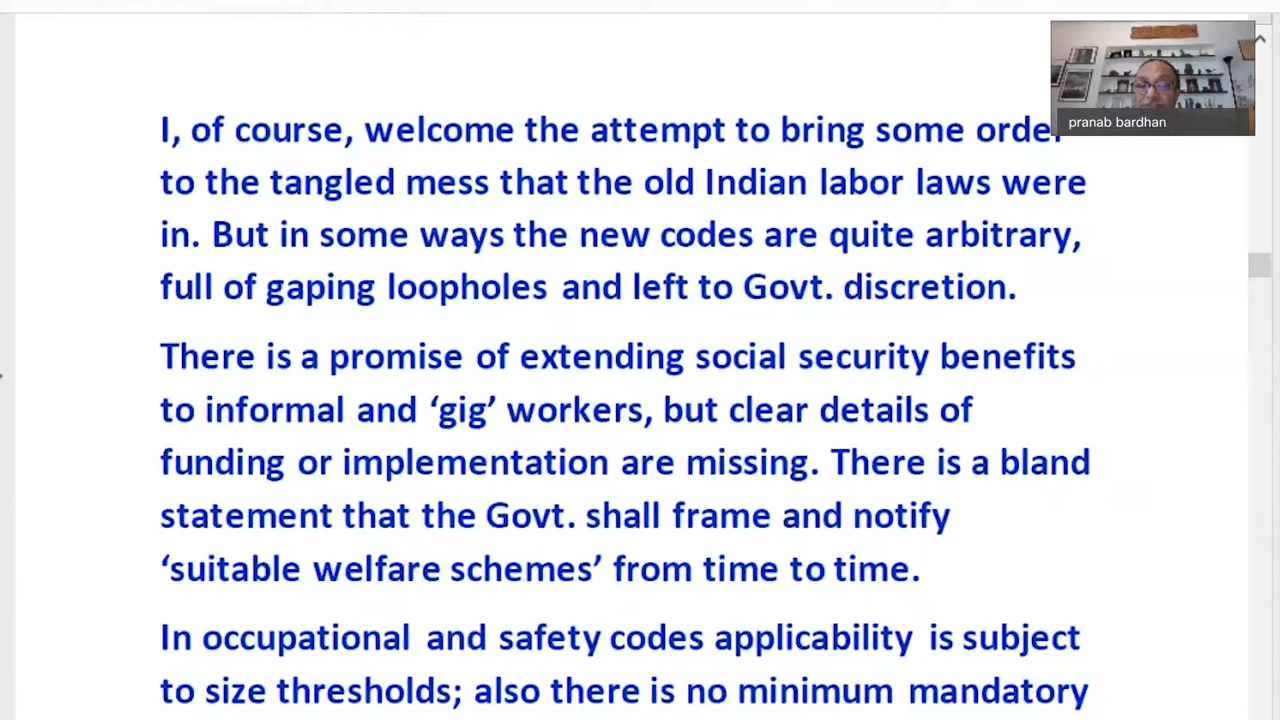 I, of course, welcome the attempt to bring some order
to the tangled mess that the old Indian labor laws were
in. But in some ways the new codes are quite arbitrary,
full of gaping loopholes and left to Govt. discretion.
There is a promise of extending social security benefits
to informal and ‘gig’ workers, but clear details of
funding or implementation are missing. There is a bland
statement that the Govt. shall frame and notify
‘suitable welfare schemes’ from time to time.
In occupational and safety codes applicability is subject
to size thresholds; also there is no minimum mandatory
pranab bardhan